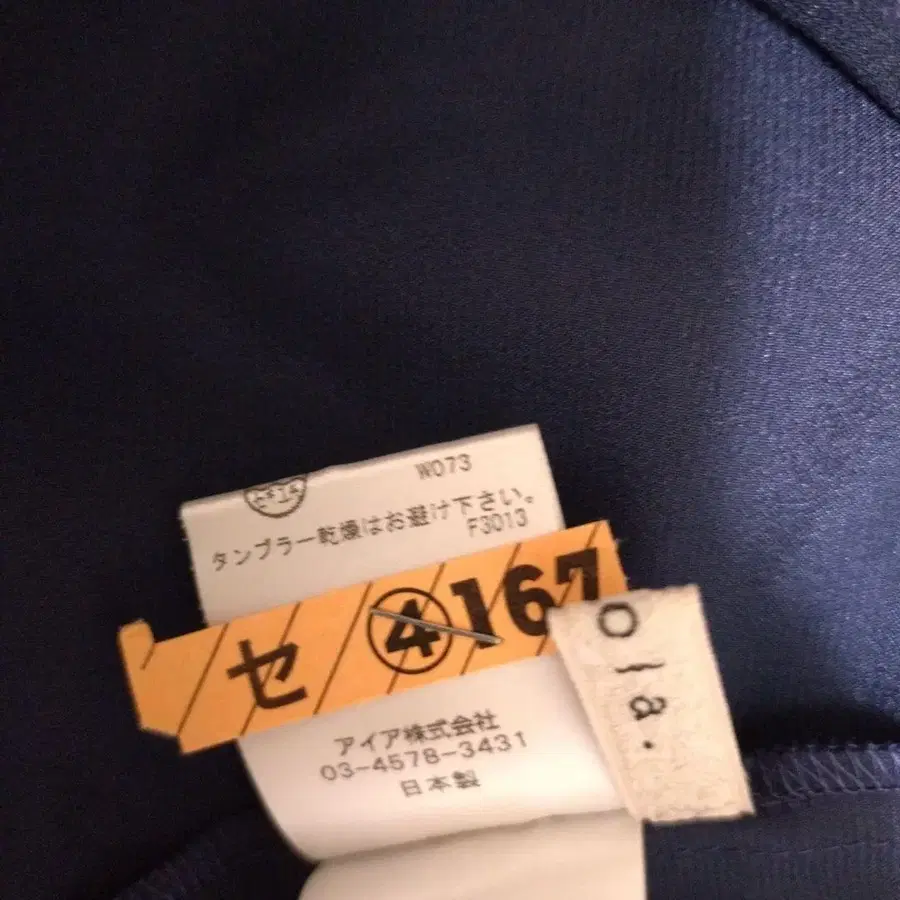 W073
タンブラー乾燥はお避け下さい。
F3013
セ ④167
アイア株式会社
03-4578-3431
日本製
ola.